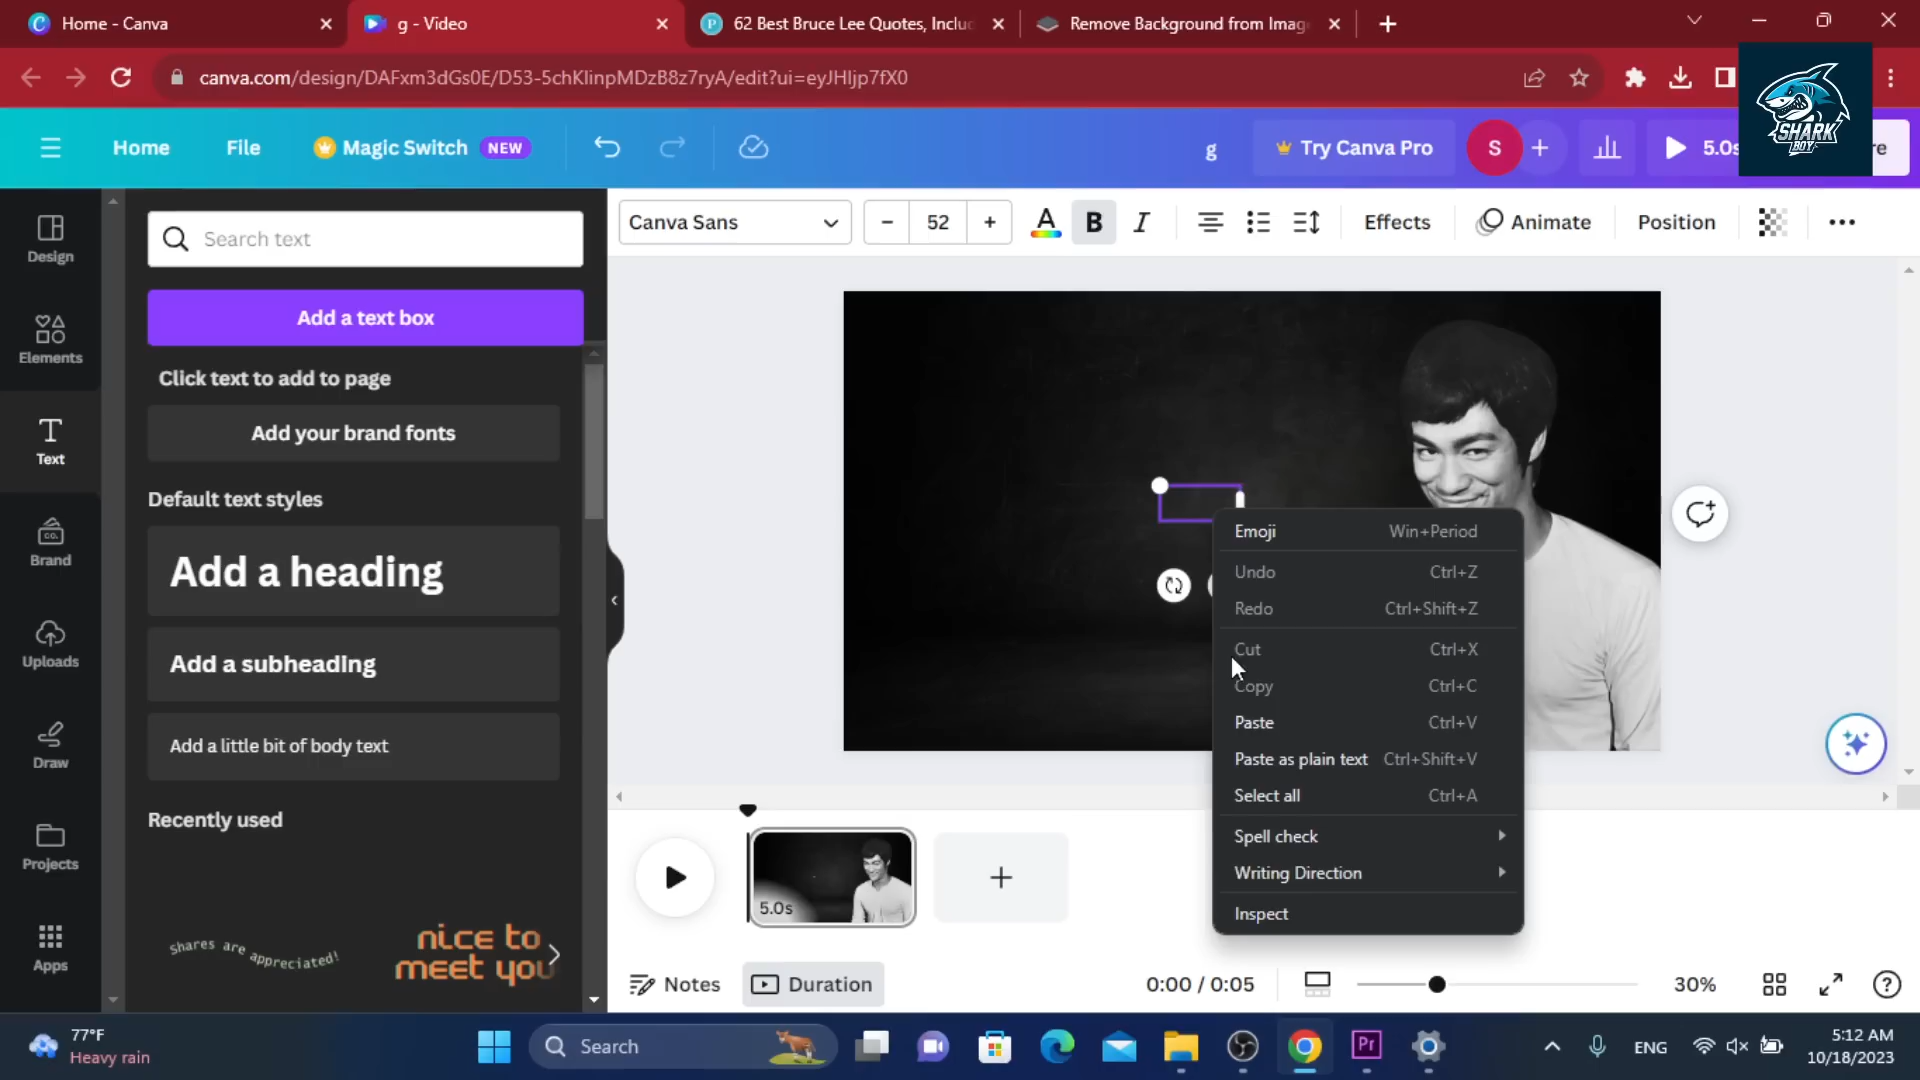 Home - Canva
g - Video
62 Best Bruce Lee Quotes, Inclu
Remove Background from Imag
canva.com/design/DAFxm3dGs0E/D53-5chKlinpMDzB8z7ryA/edit?ui=eyJHIjp7fX0
Home
File
Magic Switch
NEW
g
Try Canva Pro
S
5.0s
re
SHARK
BOY
Design
Elements
Text
Brand
Uploads
Draw
Projects
Apps
Search text
Add a text box
Click text to add to page
Add your brand fonts
Default text styles
Add a heading
Add a subheading
Add a little bit of body text
Recently used
shares are appreciated!
nice to
meet you
Canva Sans
52
A
B
I
Effects
Animate
Position
Emoji Win+Period
Undo Ctrl+Z
Redo Ctrl+Shift+Z
Cut Ctrl+X
Copy Ctrl+C
Paste Ctrl+V
Paste as plain text Ctrl+Shift+V
Select all Ctrl+A
Spell check
Writing Direction
Inspect
5.0s
Notes
Duration
0:00 / 0:05
30%
77°F
Heavy rain
Search
Pr
ENG
5:12 AM
10/18/2023